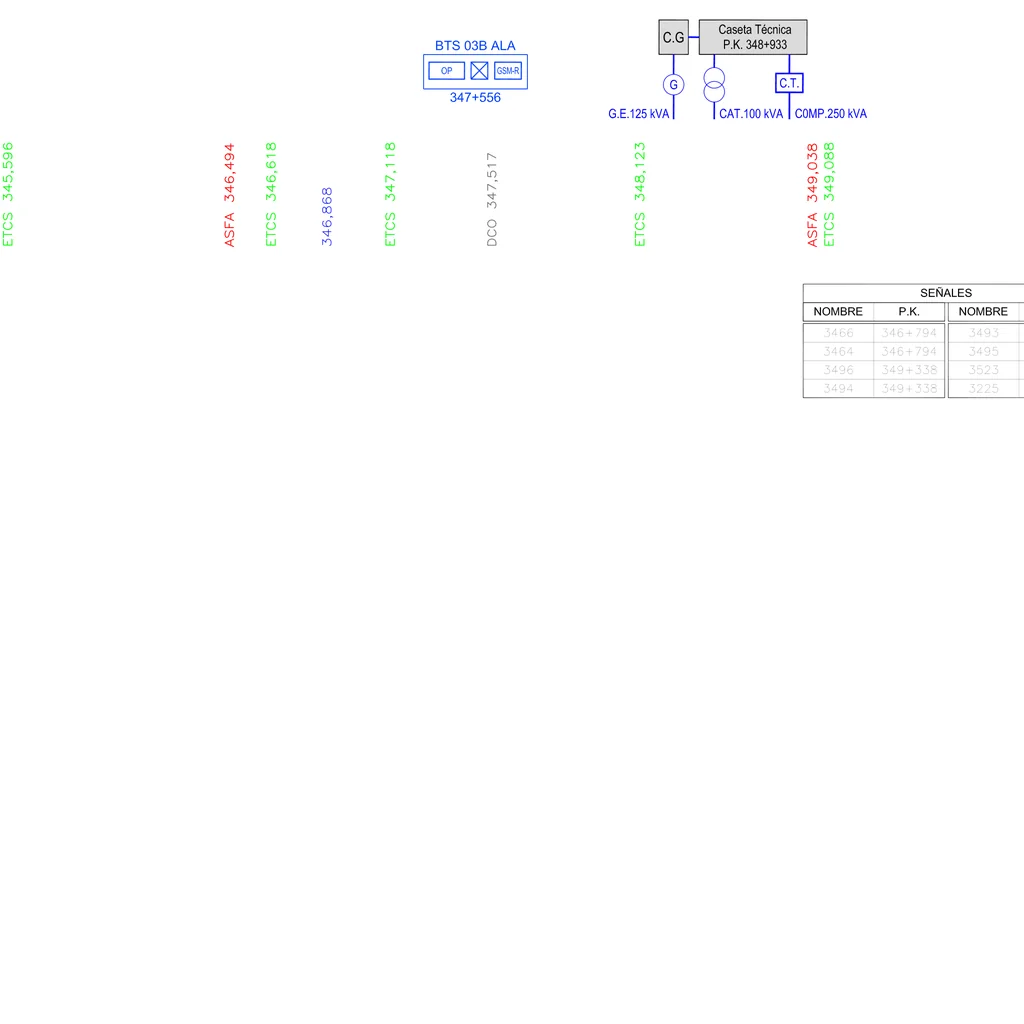 C.G
Caseta Técnica
P.K. 348+933
BTS 03B ALA
OP
GSM-R
347+556
G
C.T.
G.E.125 kVA
CAT.100 kVA
C0MP.250 kVA
ETCS 345,596
ASFA 346,494
ETCS 346,618
346,868
ETCS 347,118
DCO 347,517
ETCS 348,123
ASFA 349,038
ETCS 349,088
SEÑALES
NOMBRE P.K. NOMBRE
3466 346+794 3493
3464 346+794 3495
3496 349+338 3523
3494 349+338 3225